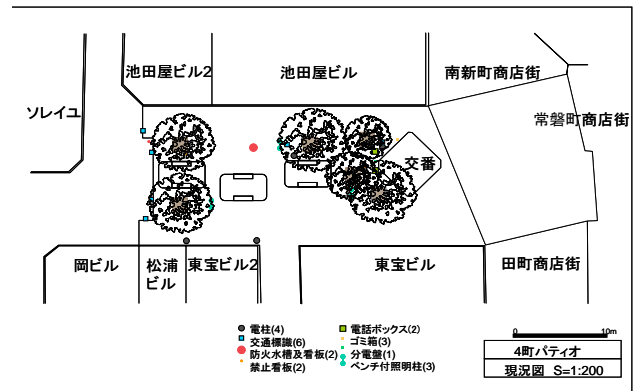 池田屋ビル2
池田屋ビル
南新町商店街
ソレイユ
常磐町商店街
交番
岡ビル
松浦
ビル
東宝ビル2
東宝ビル
田町商店街
電柱(4)
交通標識(6)
防火水槽及看板(2)
禁止看板(2)
電話ボックス(2)
ゴミ箱(3)
分電盤(1)
ベンチ付照明柱(3)
0 10m
4町パティオ
現況図 S=1:200